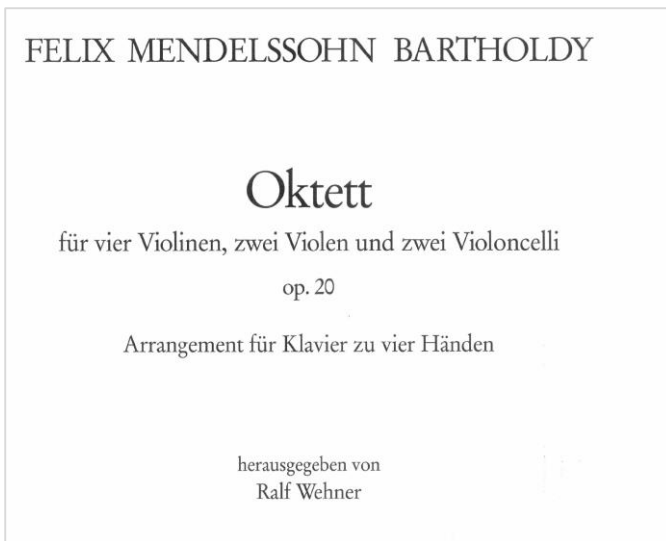 FELIX MENDELSSOHN BARTHOLDY
Oktett
für vier Violinen, zwei Violen und zwei Violoncelli
op. 20
Arrangement für Klavier zu vier Händen
herausgegeben von
Ralf Wehner